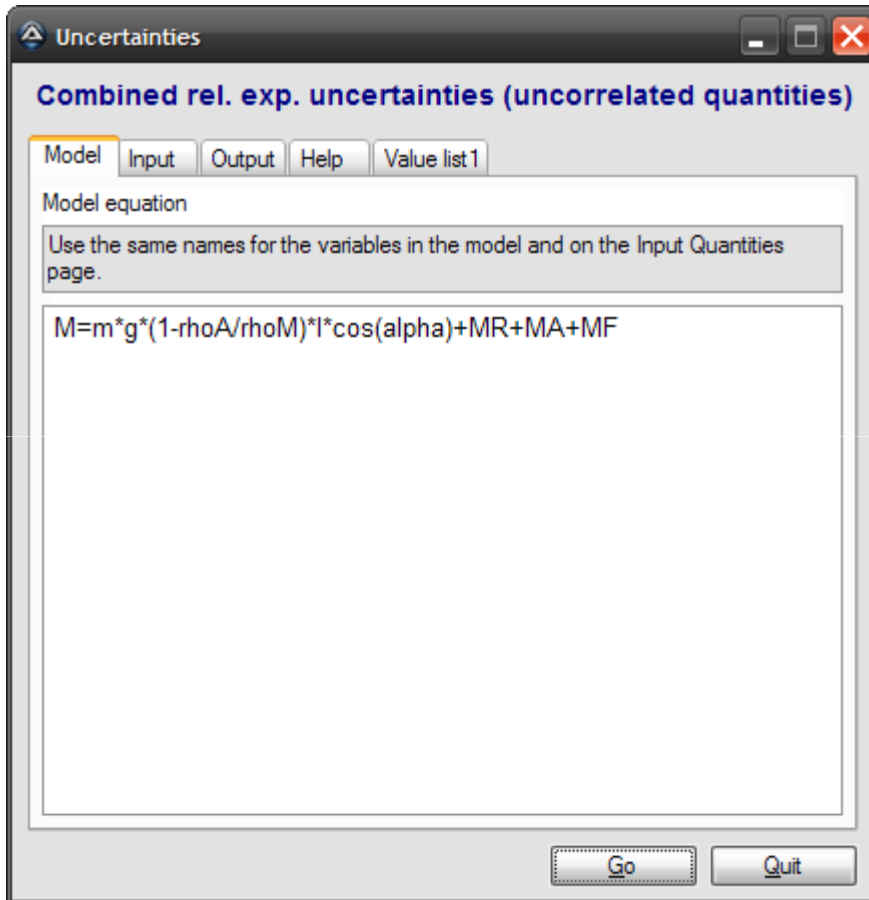 Uncertainties
Combined rel. exp. uncertainties (uncorrelated quantities)
Model Input Output Help Value list1
Model equation
Use the same names for the variables in the model and on the Input Quantities
page.
M=m*g*(1-rhoA/rhoM)*l*cos(alpha)+MR+MA+MF
Go Quit